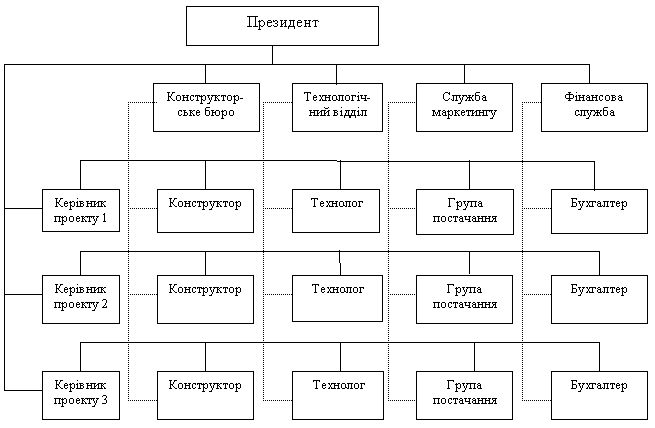 Президент
Конструктор-
ське бюро
Технологіч-
ний відділ
Служба
маркетингу
Фінансова
служба
Керівник
проекту 1
Конструктор
Технолог
Група
постачання
Бухгалтер
Керівник
проекту 2
Конструктор
Технолог
Група
постачання
Бухгалтер
Керівник
проекту 3
Конструктор
Технолог
Група
постачання
Бухгалтер